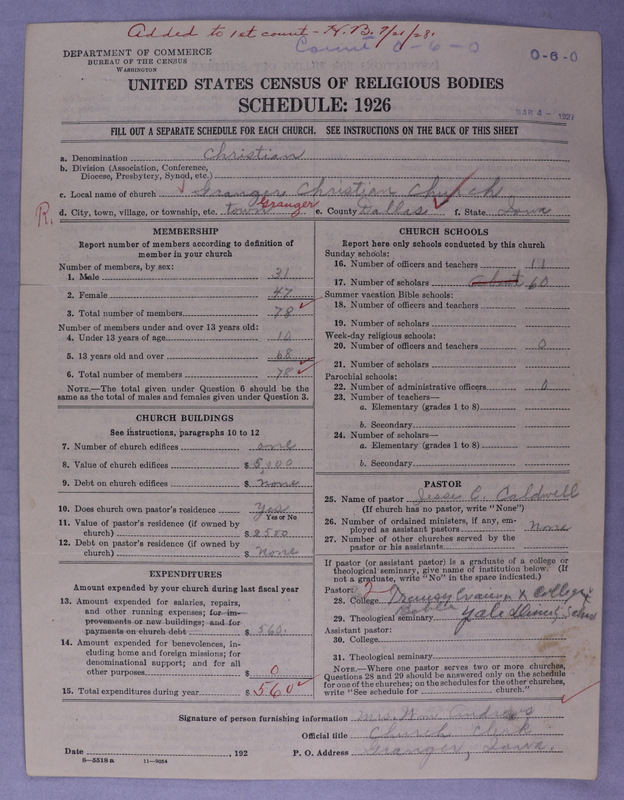 Added to 1st count - H.B. 7/21/28.
Count 0-6-0
0-6-0
DEPARTMENT OF COMMERCE
BUREAU OF THE CENSUS
WASHINGTON
UNITED STATES CENSUS OF RELIGIOUS BODIES
SCHEDULE: 1926
MAR 4 - 1927
FILL OUT A SEPARATE SCHEDULE FOR EACH CHURCH. SEE INSTRUCTIONS ON THE BACK OF THIS SHEET
a. Denomination Christian
b. Division (Association, Conference,
Diocese, Presbytery, Synod, etc.)
c. Local name of church Granger Christian Church
R. d. City, town, village, or township, etc. town Granger e. County Dallas f. State Iowa
MEMBERSHIP
Report number of members according to definition of
member in your church
Number of members, by sex:
1. Male 31
2. Female 47
3. Total number of members 78
Number of members under and over 13 years old:
4. Under 13 years of age 10
5. 13 years old and over 68
6. Total number of members 78
NOTE.—The total given under Question 6 should be the
same as the total of males and females given under Question 3.
CHURCH BUILDINGS
See instructions, paragraphs 10 to 12
7. Number of church edifices one
8. Value of church edifices $ 5,000
9. Debt on church edifices $ None
10. Does church own pastor's residence? Yes
Yes or No
11. Value of pastor's residence (if owned by
church) $ 2500
12. Debt on pastor's residence (if owned by
church) $ None
EXPENDITURES
Amount expended by your church during last fiscal year
13. Amount expended for salaries, repairs,
and other running expenses; for im-
provements or new buildings; and for
payments on church debt $ 560.
14. Amount expended for benevolences, in-
cluding home and foreign missions; for
denominational support; and for all
other purposes $ 0
15. Total expenditures during year $ 560
CHURCH SCHOOLS
Report here only schools conducted by this church
Sunday schools:
16. Number of officers and teachers 11
17. Number of scholars about 60
Summer vacation Bible schools:
18. Number of officers and teachers
19. Number of scholars
Week-day religious schools:
20. Number of officers and teachers 0
21. Number of scholars
Parochial schools:
22. Number of administrative officers 0
23. Number of teachers—
a. Elementary (grades 1 to 8)
b. Secondary
24. Number of scholars—
a. Elementary (grades 1 to 8)
b. Secondary
PASTOR
25. Name of pastor Jesse C. Caldwell
(If church has no pastor, write "None")
26. Number of ordained ministers, if any, em-
ployed as assistant pastors None
27. Number of other churches served by the
pastor or his assistants
If pastor (or assistant pastor) is a graduate of a college or
theological seminary, give name of institution below. (If
not a graduate, write "No" in the space indicated.)
Pastor: 2
28. College College
29. Theological seminary Yale
Assistant pastor:
30. College
31. Theological seminary
NOTE.—Where one pastor serves two or more churches,
Questions 28 and 29 should be answered only on the schedule
for one of the churches; on the schedules for the other churches,
write "See schedule for church."
Signature of person furnishing information Mrs. Wm. Andrews
Official title Church Clerk
Date , 192 P. O. Address Granger, Iowa.
8—5518 a 11—9054